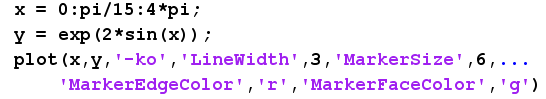 x = 0:pi/15:4*pi;
y = exp(2*sin(x));
plot(x,y,'-ko','LineWidth',3,'MarkerSize',6,...
'MarkerEdgeColor','r','MarkerFaceColor','g')